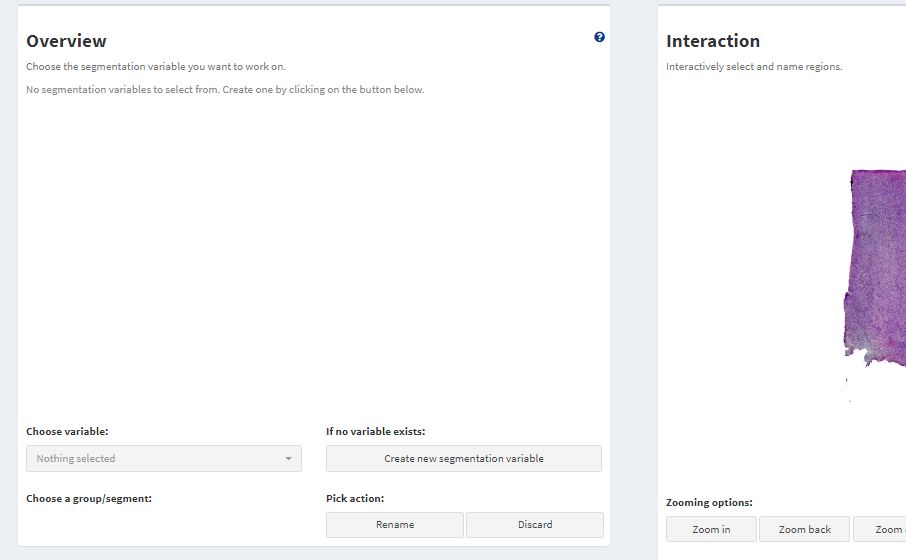 Overview
Choose the segmentation variable you want to work on.
No segmentation variables to select from. Create one by clicking on the button below.
Choose variable:
Nothing selected
If no variable exists:
Create new segmentation variable
Choose a group/segment:
Pick action:
Rename
Discard
Interaction
Interactively select and name regions.
Zooming options:
Zoom in
Zoom back
Zoom